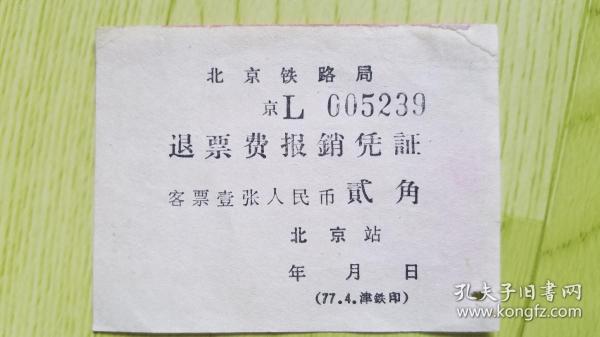 北京铁路局
京L 005239
退票费报銷凭証
客票壹张人民币貳角
北京站
年 月 日
(77.4.津鉄印)
孔夫子旧书网
www.kongfz.com